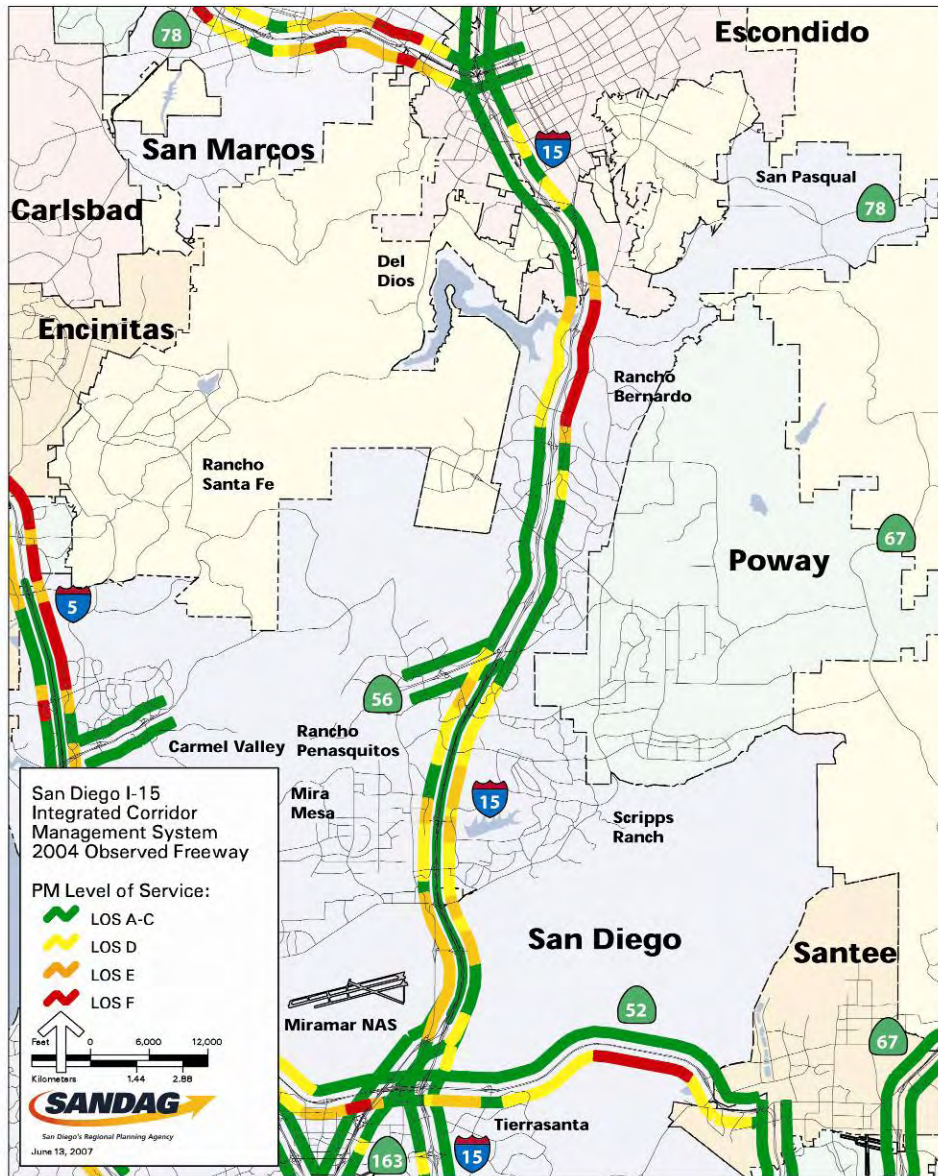 78
Escondido
San Marcos
15
San Pasqual
78
Carlsbad
Del
Dios
Encinitas
Rancho
Bernardo
Rancho
Santa Fe
67
Poway
5
56
Carmel Valley
Rancho
Penasquitos
Mira
Mesa
15
Scripps
Ranch
San Diego I-15
Integrated Corridor
Management System
2004 Observed Freeway
PM Level of Service:
LOS A-C
LOS D
LOS E
LOS F
Feet 0 6,000 12,000
Kilometers 1.44 2.88
SANDAG
San Diego's Regional Planning Agency
June 13, 2007
San Diego
Santee
Miramar NAS
52
67
Tierrasanta
163
15